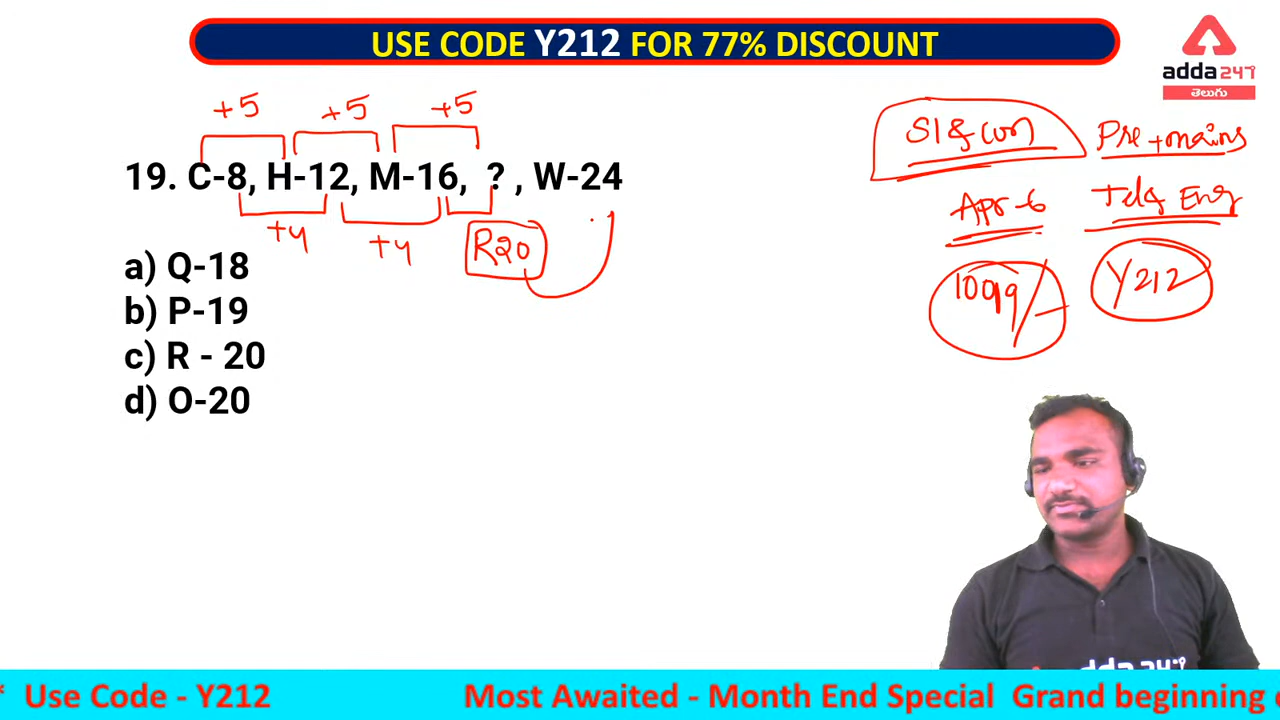 USE CODE Y212 FOR 77% DISCOUNT
adda247
తెలుగు
+5 +5 +5
19. C-8, H-12, M-16, ? , W-24
+4 +4 R20
a) Q-18
b) P-19
c) R - 20
d) O-20
SI & con
Pre + mains
Apr-6
Tel & Eng
1099/-
Y212
Use Code - Y212 Most Awaited - Month End Special Grand beginning